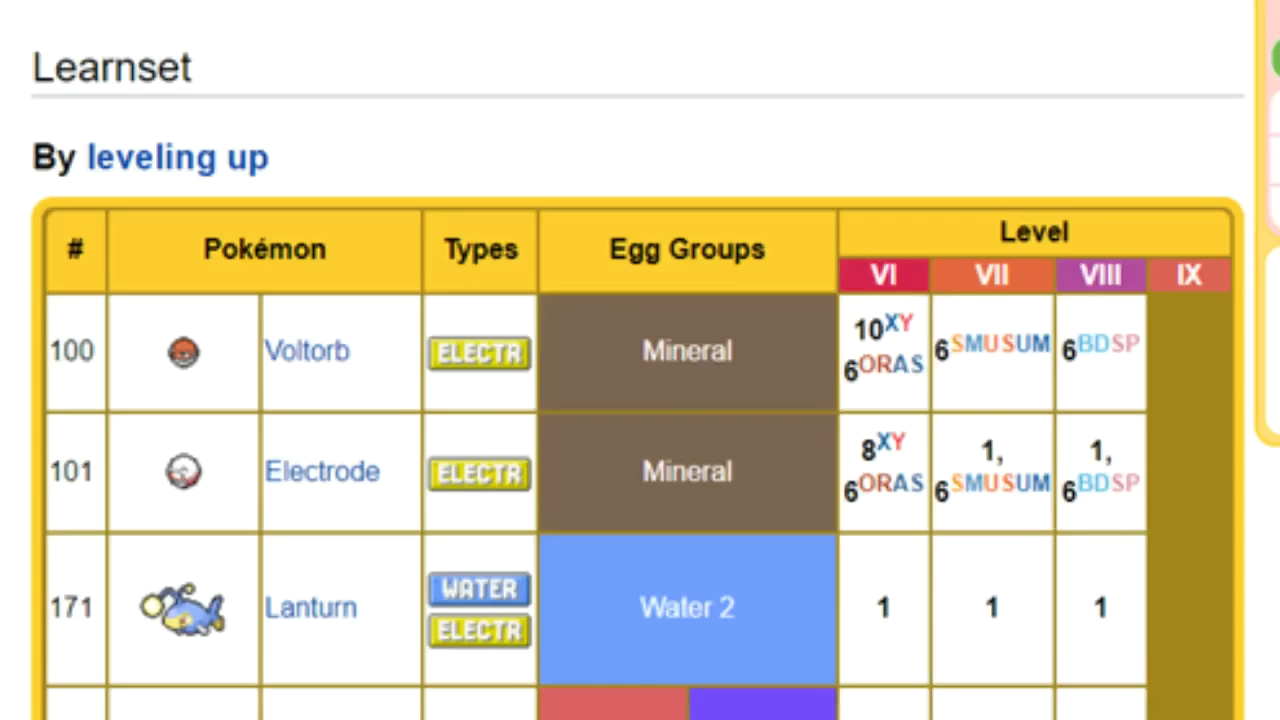 Learnset
By leveling up
# Pokémon Types Egg Groups Level
VI VII VIII IX
100 Voltorb ELECTR Mineral 10XY 6ORAS 6SMUSUM 6BDSP
101 Electrode ELECTR Mineral 8XY 6ORAS 1, 6SMUSUM 1, 6BDSP
171 Lanturn WATER ELECTR Water 2 1 1 1